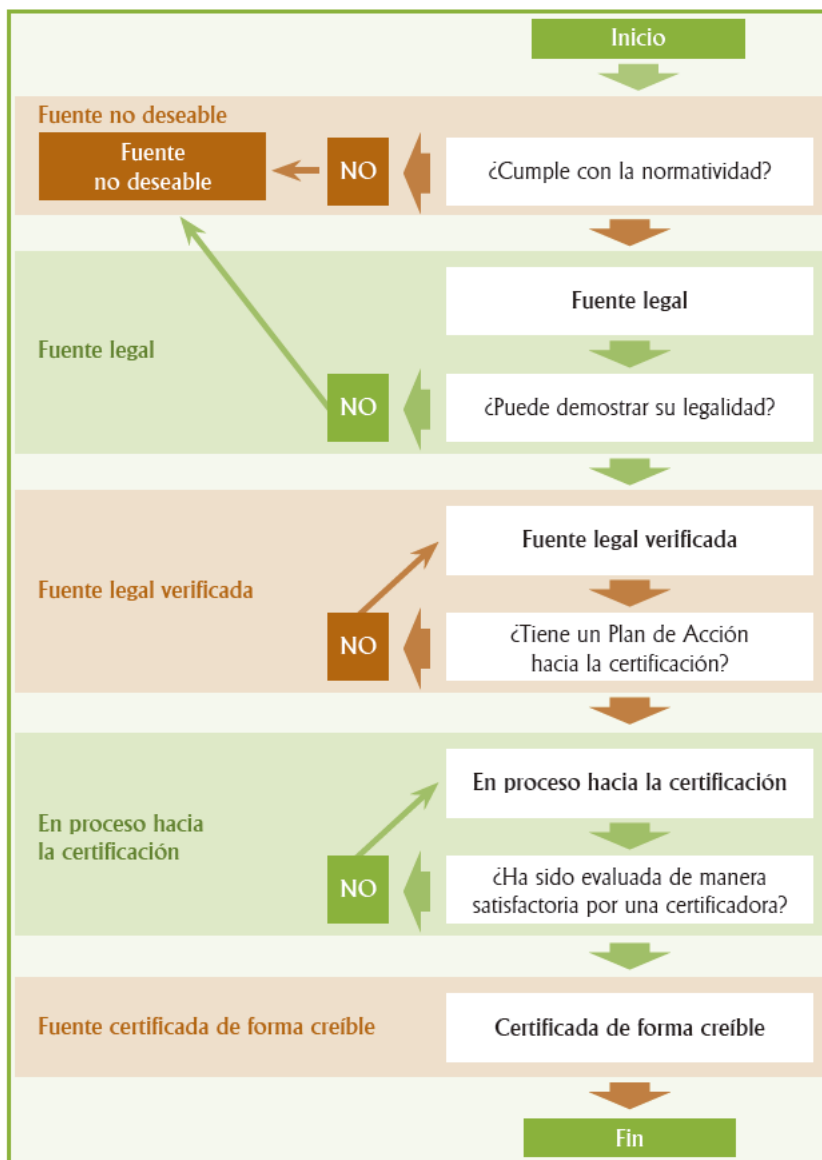 Inicio
Fuente no deseable
Fuente
no deseable
NO
¿Cumple con la normatividad?
Fuente legal
Fuente legal
NO
¿Puede demostrar su legalidad?
Fuente legal verificada
Fuente legal verificada
NO
¿Tiene un Plan de Acción
hacia la certificación?
En proceso hacia la certificación
En proceso hacia
la certificación
NO
¿Ha sido evaluada de manera
satisfactoria por una certificadora?
Fuente certificada de forma creíble
Certificada de forma creíble
Fin